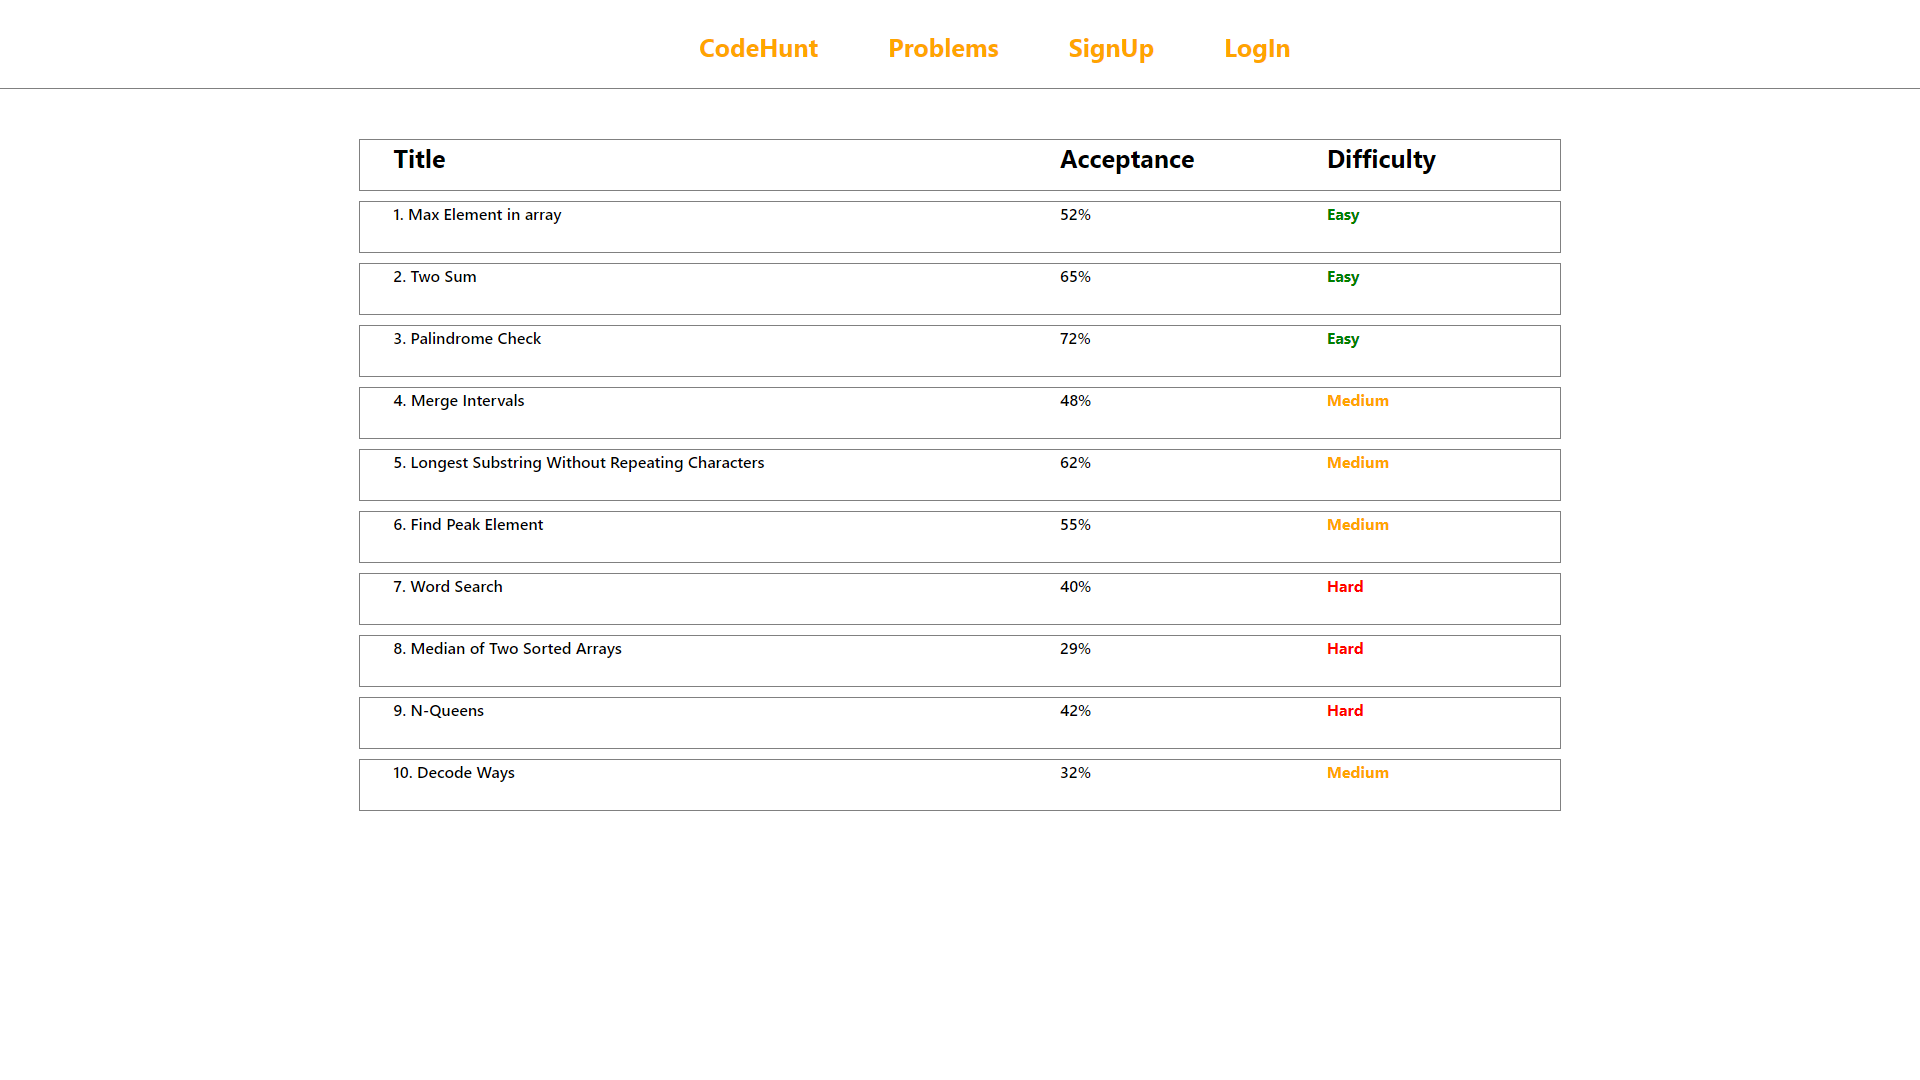 CodeHunt Problems SignUp LogIn
Title Acceptance Difficulty
1. Max Element in array 52% Easy
2. Two Sum 65% Easy
3. Palindrome Check 72% Easy
4. Merge Intervals 48% Medium
5. Longest Substring Without Repeating Characters 62% Medium
6. Find Peak Element 55% Medium
7. Word Search 40% Hard
8. Median of Two Sorted Arrays 29% Hard
9. N-Queens 42% Hard
10. Decode Ways 32% Medium